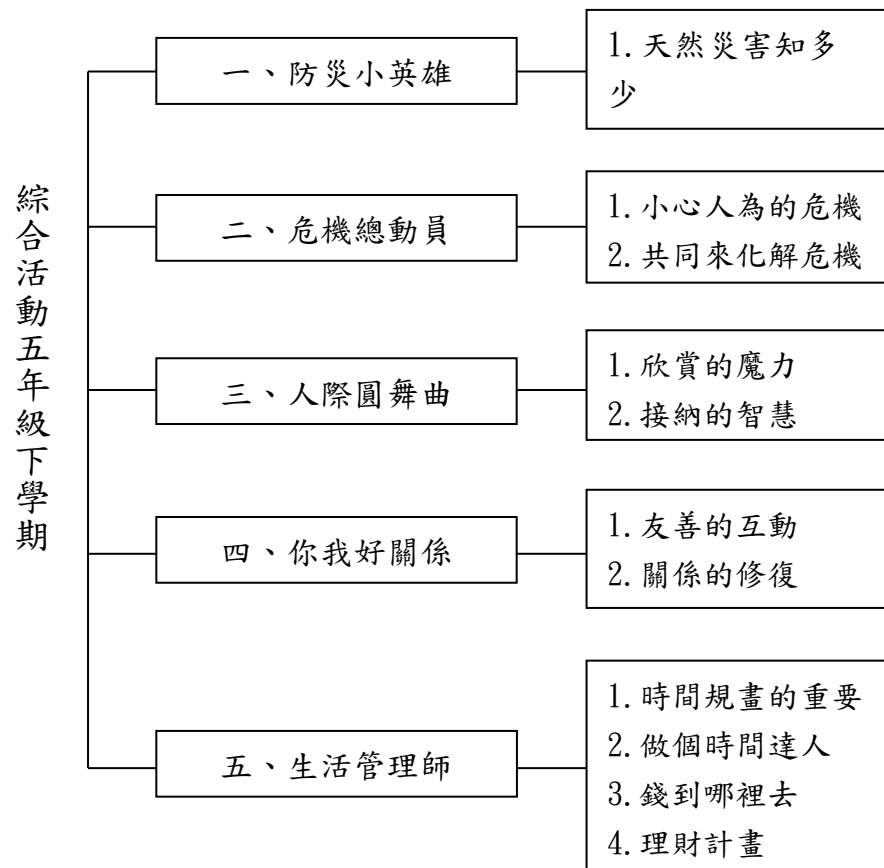 綜合活動五年級下學期
一、防災小英雄
1.天然災害知多
少
二、危機總動員
1.小心人為的危機
2.共同來化解危機
三、人際圓舞曲
1.欣賞的魔力
2.接納的智慧
四、你我好關係
1.友善的互動
2.關係的修復
五、生活管理師
1.時間規畫的重要
2.做個時間達人
3.錢到哪裡去
4.理財計畫